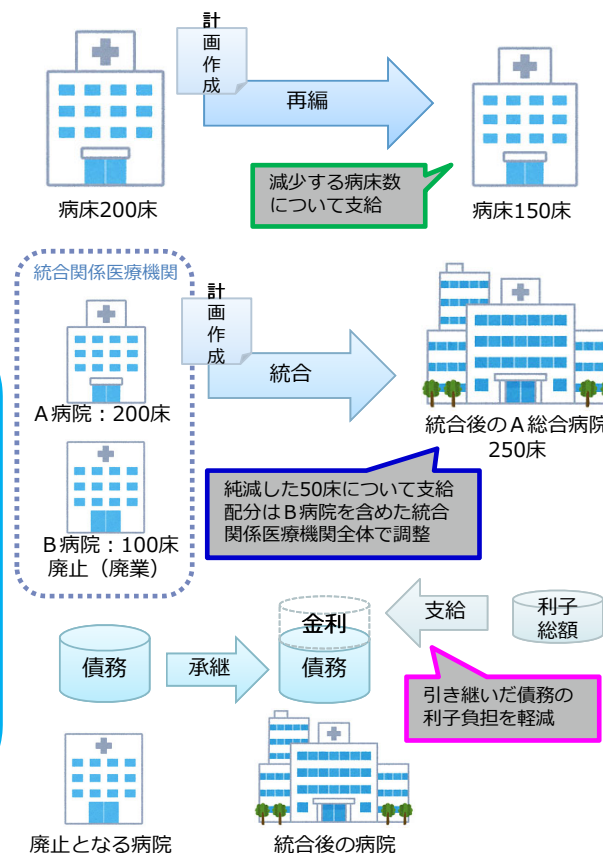 計画作成
再編
病床200床
減少する病床数
について支給
病床150床
統合関係医療機関
計画作成
統合
A病院：200床
B病院：100床
廃止（廃業）
統合後のA総合病院
250床
純減した50床について支給
配分はB病院を含めた統合
関係医療機関全体で調整
債務
承継
金利
債務
支給
利子
総額
引き継いだ債務の
利子負担を軽減
廃止となる病院
統合後の病院